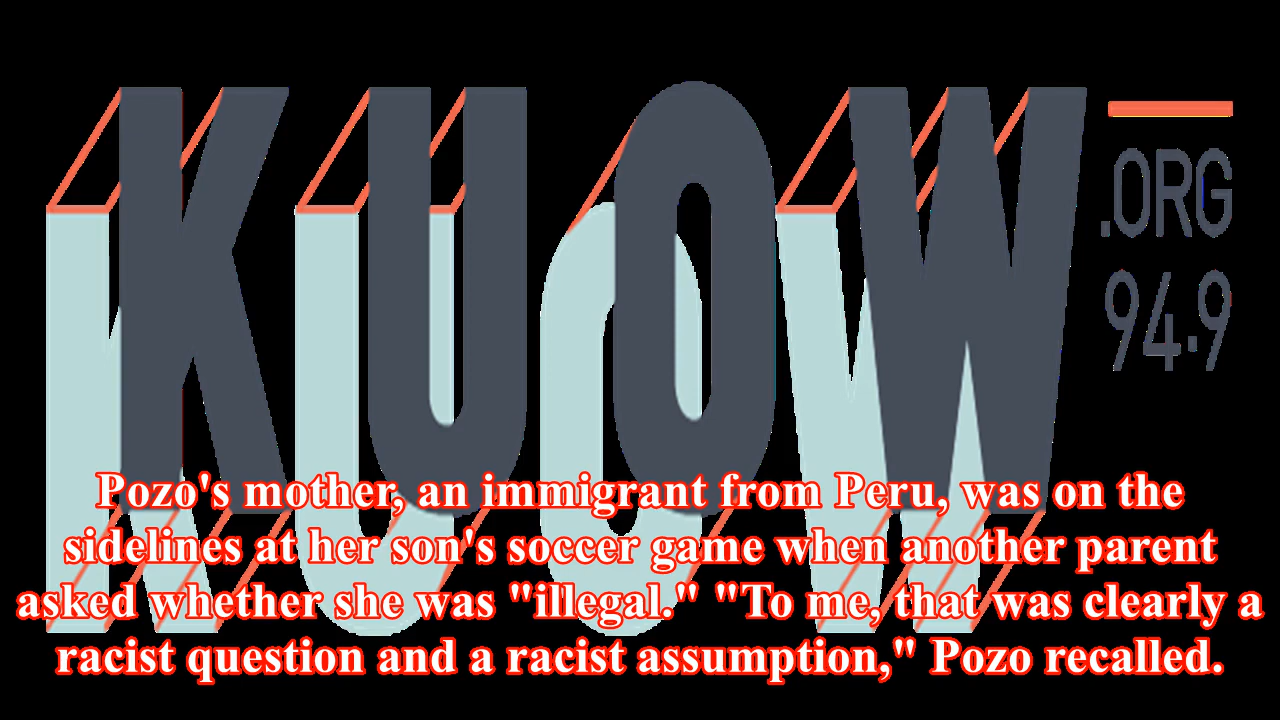 KUOW
.ORG
94.9
Pozo's mother, an immigrant from Peru, was on the
sidelines at her son's soccer game when another parent
asked whether she was "illegal." "To me, that was clearly a
racist question and a racist assumption," Pozo recalled.